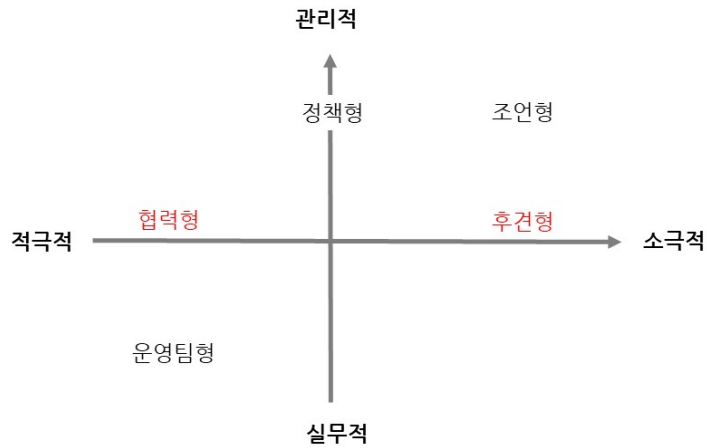 관리적
정책형
조언형
협력형
후견형
적극적
소극적
운영팀형
실무적